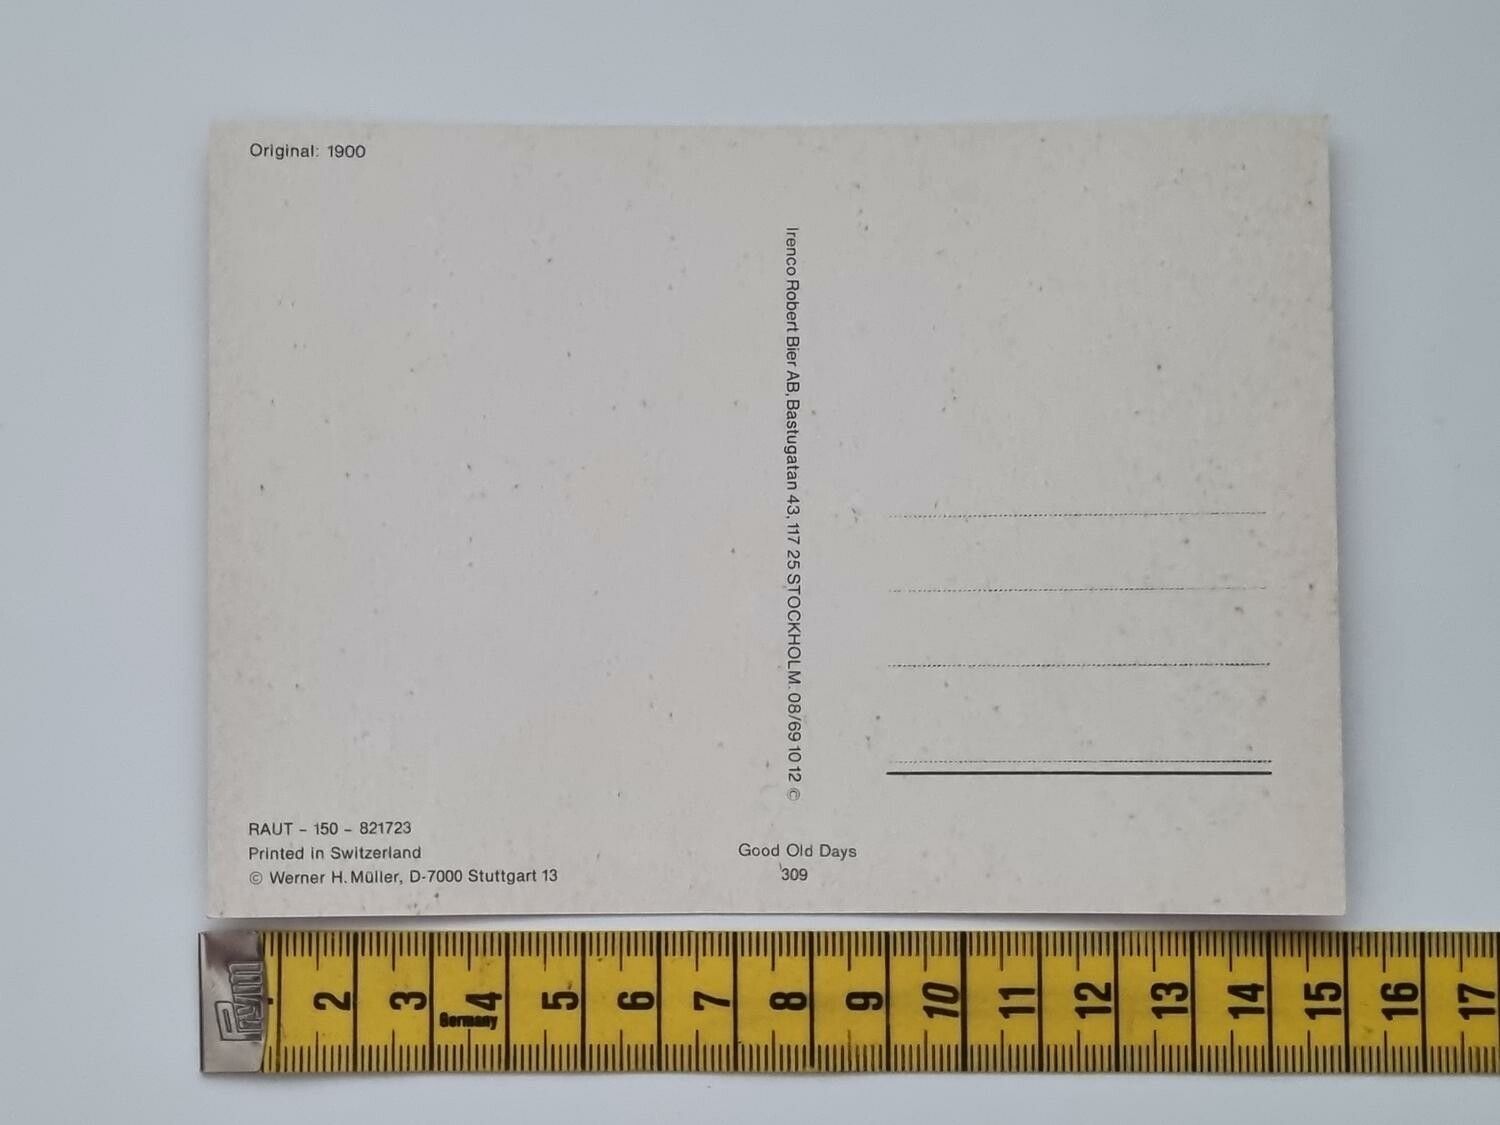 Original: 1900
Irenco Robert Bier AB, Bastugatan 43, 117 25 STOCKHOLM. 08/69 10 12 ©
RAUT – 150 – 821723
Printed in Switzerland
© Werner H. Müller, D-7000 Stuttgart 13
Good Old Days
309
Prym
2 3 4 5 6 7 8 9 10 11 12 13 14 15 16 17
Germany